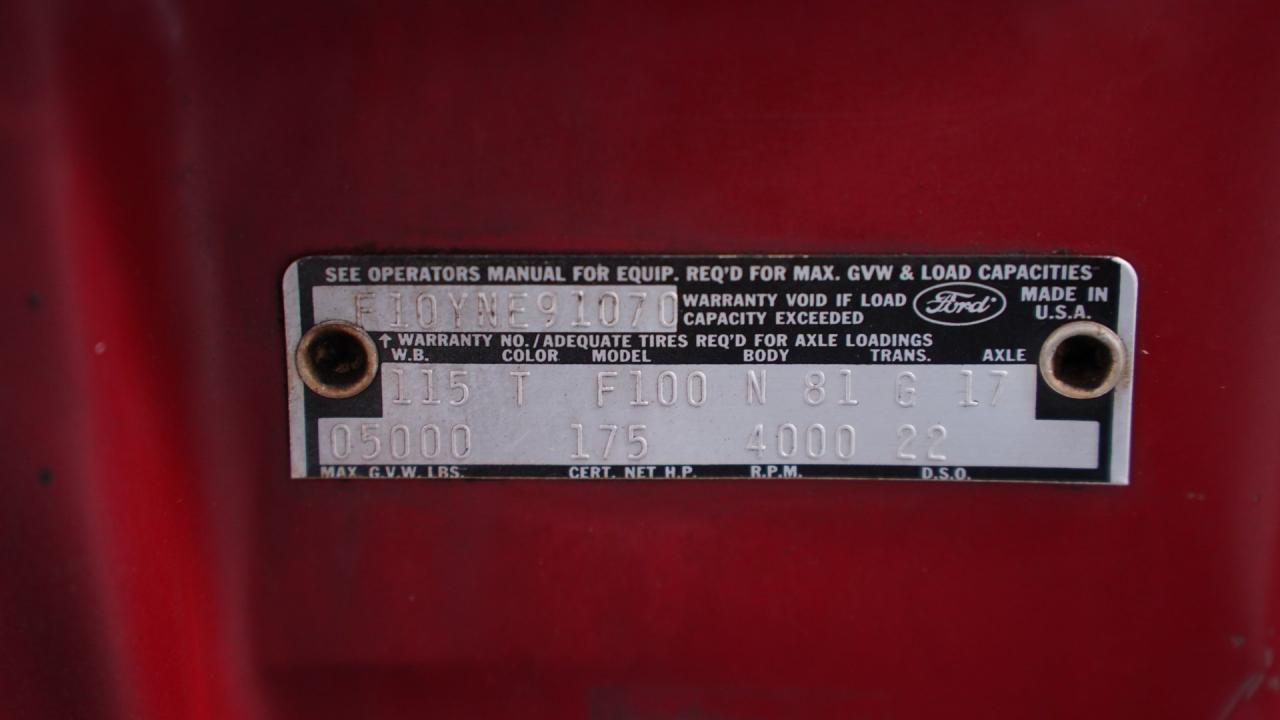 SEE OPERATORS MANUAL FOR EQUIP. REQ'D FOR MAX. GVW & LOAD CAPACITIES
F10YNE91070
WARRANTY VOID IF LOAD
CAPACITY EXCEEDED
Ford
MADE IN
U.S.A.
↑ WARRANTY NO./ADEQUATE TIRES REQ'D FOR AXLE LOADINGS
W.B. COLOR MODEL BODY TRANS. AXLE
115 T F100 N 81 G 17
05000 175 4000 22
MAX. G.V.W. LBS. CERT. NET H.P. R.P.M. D.S.O.